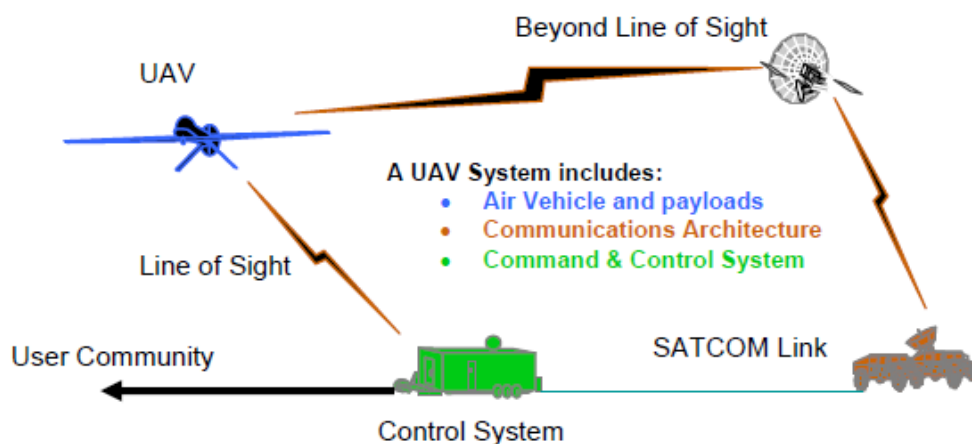 Beyond Line of Sight
UAV
A UAV System includes:
• Air Vehicle and payloads
• Communications Architecture
• Command & Control System
Line of Sight
User Community
SATCOM Link
Control System